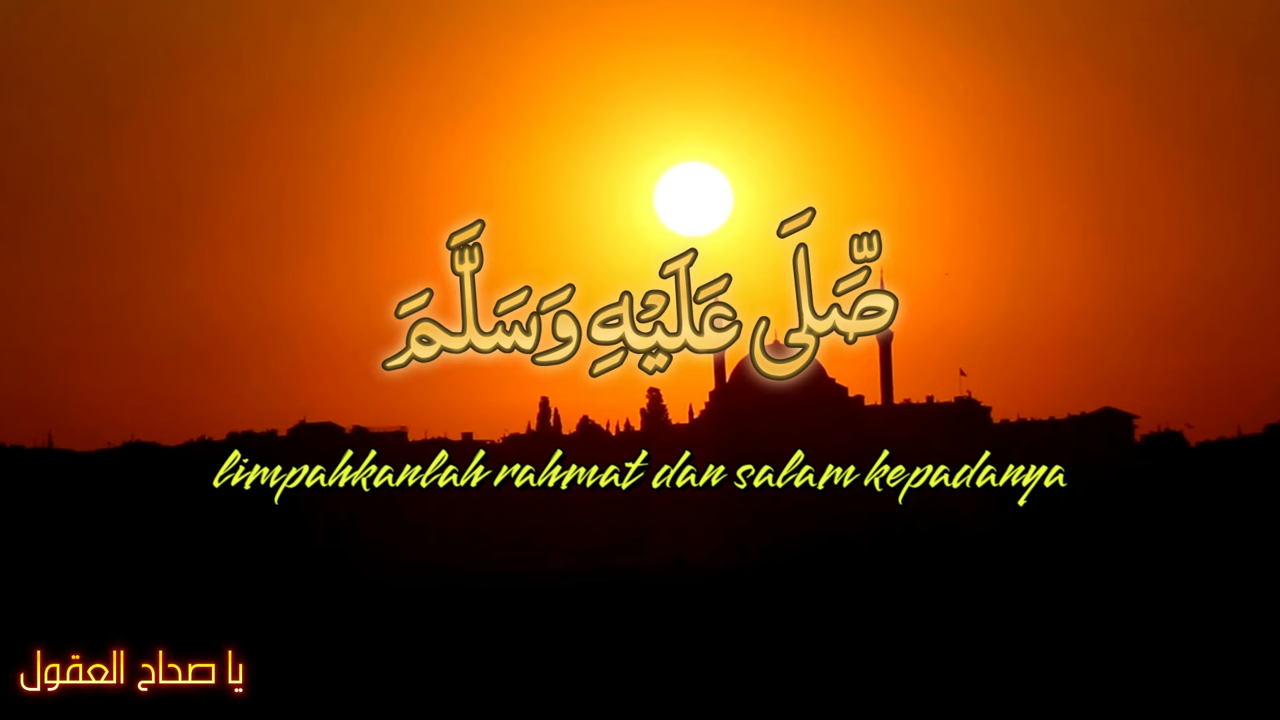 صِّلَى عَلَيْهِ وَسَلَّمَ
limpahkanlah rahmat dan salam kepadanya
يا صحاح العقول